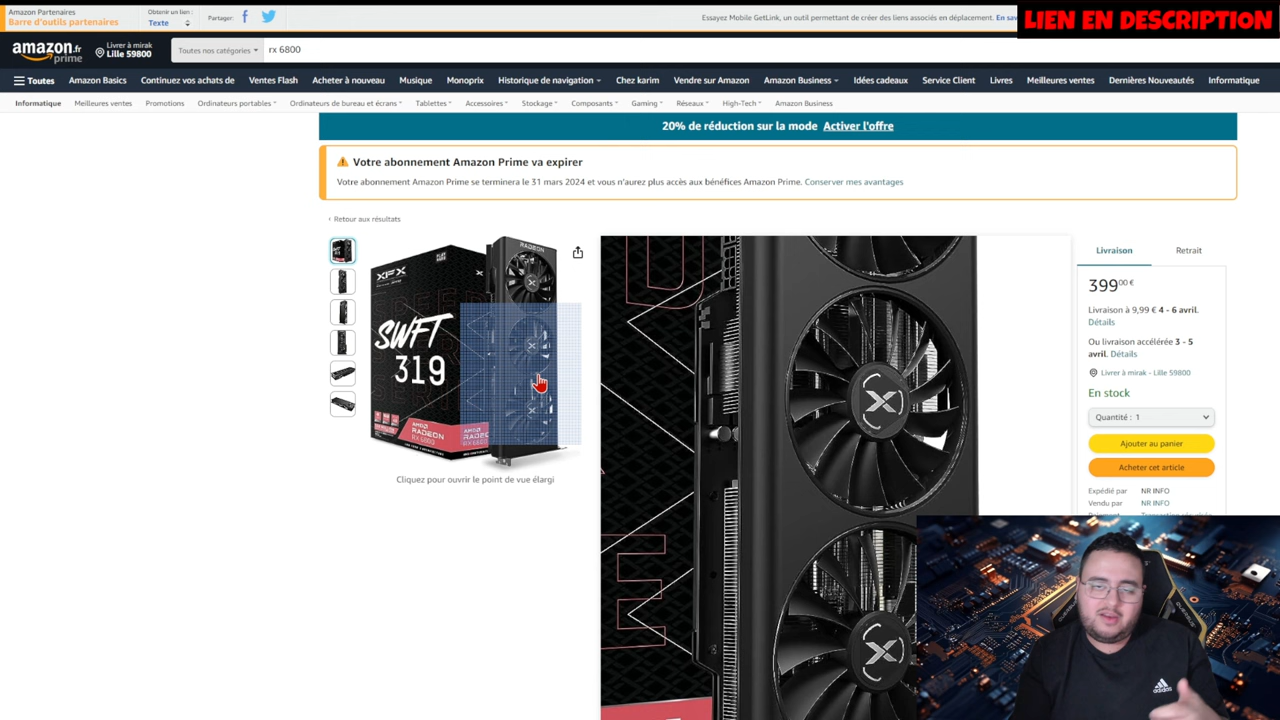 Amazon Partenaires
Barre d'outils partenaires
Obtenir un lien :
Texte
Partager:
Essayez Mobile GetLink, un outil permettant de créer des liens associés en déplacement. En sav
LIEN EN DESCRIPTION
amazon.fr
prime
Livrer à mirak
Lille 59800
Toutes nos catégories
rx 6800
Toutes
Amazon Basics
Continuez vos achats de
Ventes Flash
Acheter à nouveau
Musique
Monoprix
Historique de navigation
Chez karim
Vendre sur Amazon
Amazon Business
Idées cadeaux
Service Client
Livres
Meilleures ventes
Dernières Nouveautés
Informatique
Informatique
Meilleures ventes
Promotions
Ordinateurs portables
Ordinateurs de bureau et écrans
Tablettes
Accessoires
Stockage
Composants
Gaming
Réseaux
High-Tech
Amazon Business
20% de réduction sur la mode Activer l'offre
Votre abonnement Amazon Prime va expirer
Votre abonnement Amazon Prime se terminera le 31 mars 2024 et vous n'aurez plus accès aux bénéfices Amazon Prime. Conserver mes avantages
‹ Retour aux résultats
RADEON
XFX
SWFT
319
AMD
RADEON
Cliquez pour ouvrir le point de vue élargi
Livraison
Retrait
399,00 €
Livraison à 9,99 € 4 - 6 avril.
Détails
Ou livraison accélérée 3 - 5
avril. Détails
Livrer à mirak - Lille 59800
En stock
Quantité : 1
Ajouter au panier
Acheter cet article
Expédié par NR INFO
Vendu par NR INFO
adidas